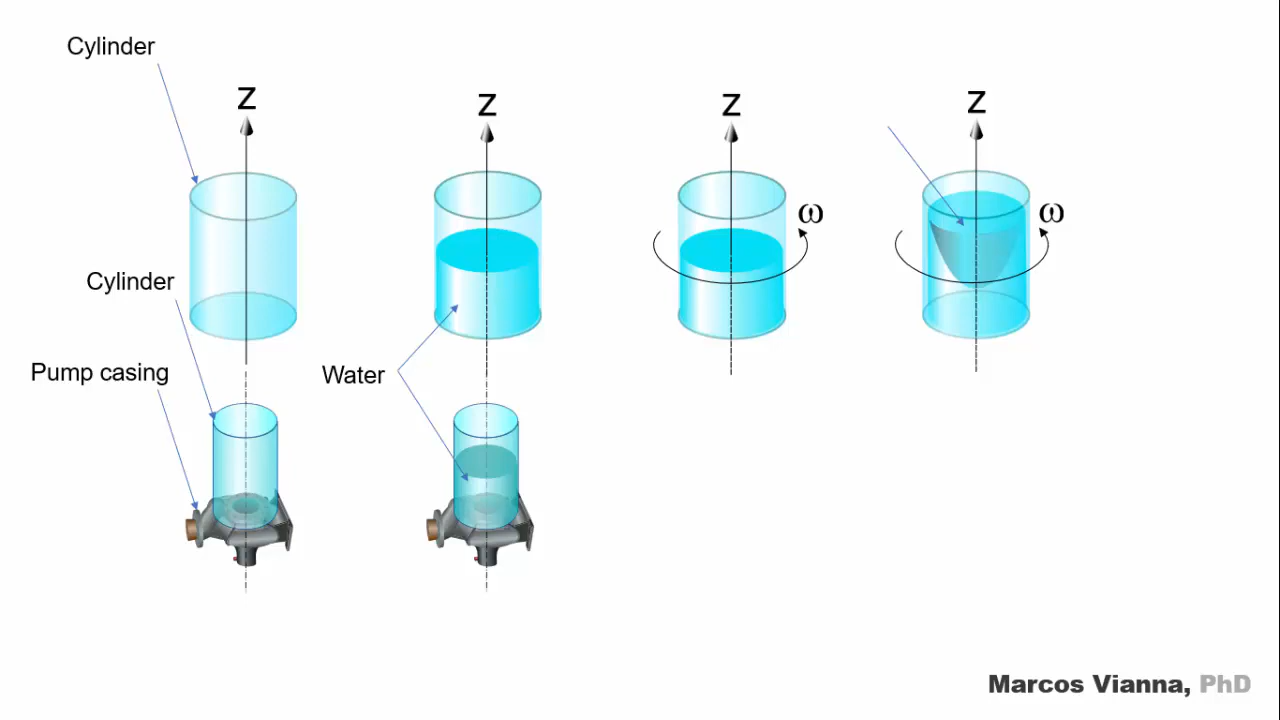 Cylinder
Z
Z
Z
Z
ω
ω
Cylinder
Pump casing
Water
Marcos Vianna, PhD